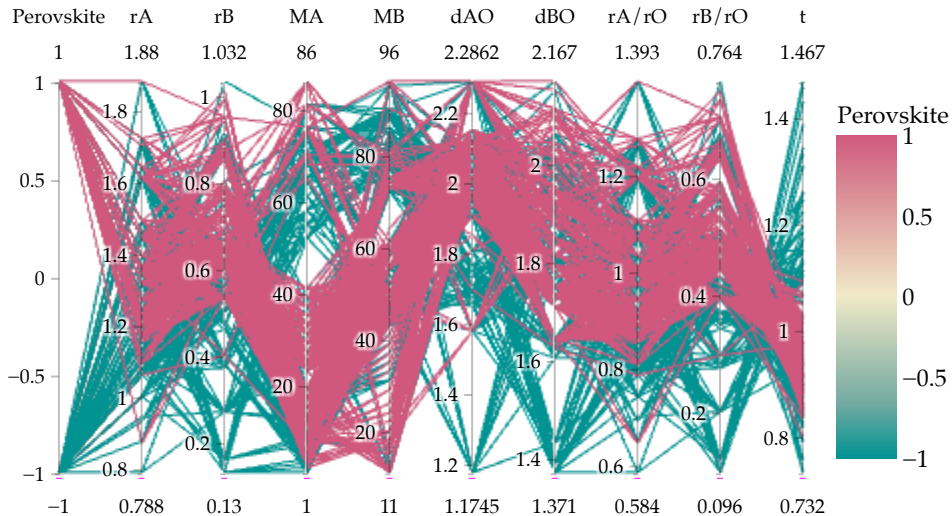 Perovskite rA rB MA MB dAO dBO rA/rO rB/rO t
1 1.88 1.032 86 96 2.2862 2.167 1.393 0.764 1.467
1 0.5 0 −0.5 −1
1.8 1.6 1.4 1.2 1 0.8
1 0.8 0.6 0.4 0.2
80 60 40 20
80 60 40 20
2.2 2 1.8 1.6 1.4 1.2
2 1.8 1.6 1.4
1.2 1 0.8 0.6
0.6 0.4 0.2
1.4 1.2 1 0.8
−1 0.788 0.13 1 11 1.1745 1.371 0.584 0.096 0.732
Perovskite
1
0.5
0
−0.5
−1